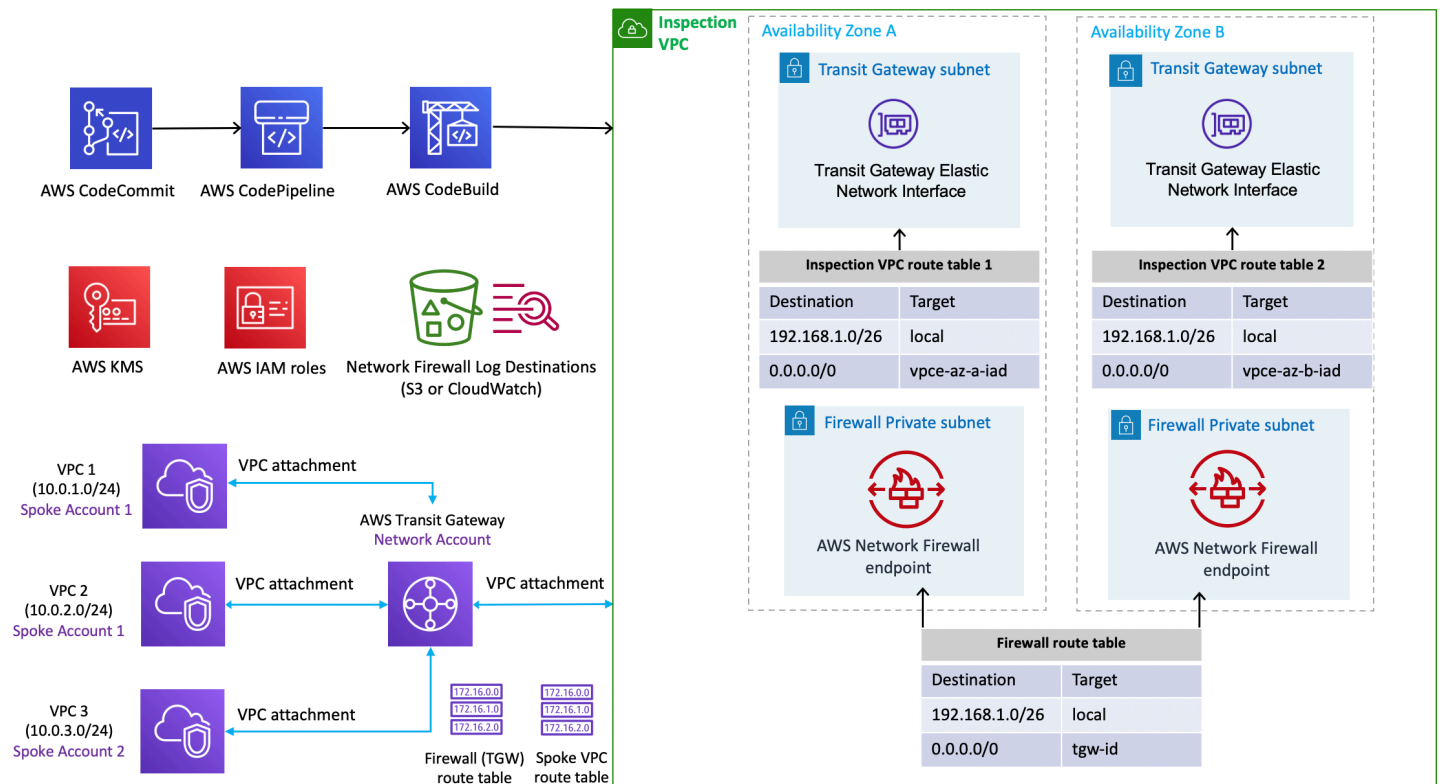 Inspection
VPC
Availability Zone A
Availability Zone B
Transit Gateway subnet
Transit Gateway subnet
Transit Gateway Elastic
Network Interface
Transit Gateway Elastic
Network Interface
AWS CodeCommit
AWS CodePipeline
AWS CodeBuild
Inspection VPC route table 1
Destination Target
192.168.1.0/26 local
0.0.0.0/0 vpce-az-a-iad
Inspection VPC route table 2
Destination Target
192.168.1.0/26 local
0.0.0.0/0 vpce-az-b-iad
AWS KMS
AWS IAM roles
Network Firewall Log Destinations
(S3 or CloudWatch)
Firewall Private subnet
AWS Network Firewall
endpoint
Firewall Private subnet
AWS Network Firewall
endpoint
VPC 1
(10.0.1.0/24)
Spoke Account 1
VPC attachment
AWS Transit Gateway
Network Account
VPC 2
(10.0.2.0/24)
Spoke Account 1
VPC attachment
VPC attachment
VPC 3
(10.0.3.0/24)
Spoke Account 2
VPC attachment
172.16.0.0
172.16.1.0
172.16.2.0
Firewall (TGW)
route table
172.16.0.0
172.16.1.0
172.16.2.0
Spoke VPC
route table
Firewall route table
Destination Target
192.168.1.0/26 local
0.0.0.0/0 tgw-id